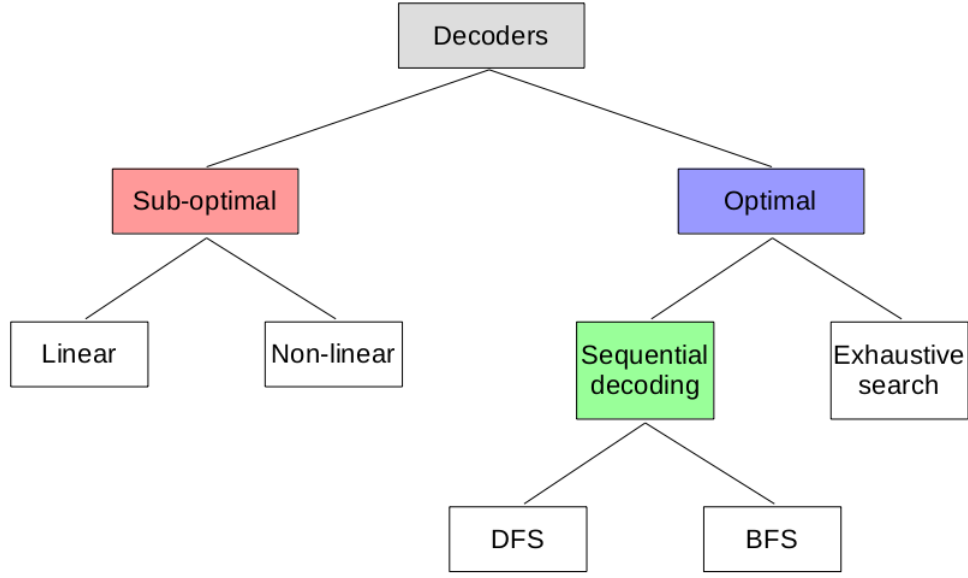 Decoders
Sub-optimal
Optimal
Linear
Non-linear
Sequential
decoding
Exhaustive
search
DFS
BFS